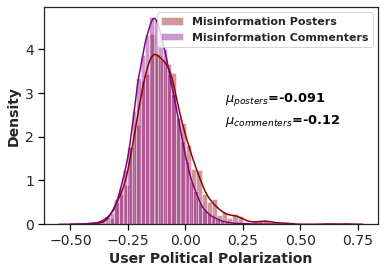 Misinformation Posters
Misinformation Commenters
μposters=-0.091
μcommenters=-0.12
Density
4
3
2
1
0
−0.50 −0.25 0.00 0.25 0.50 0.75
User Political Polarization